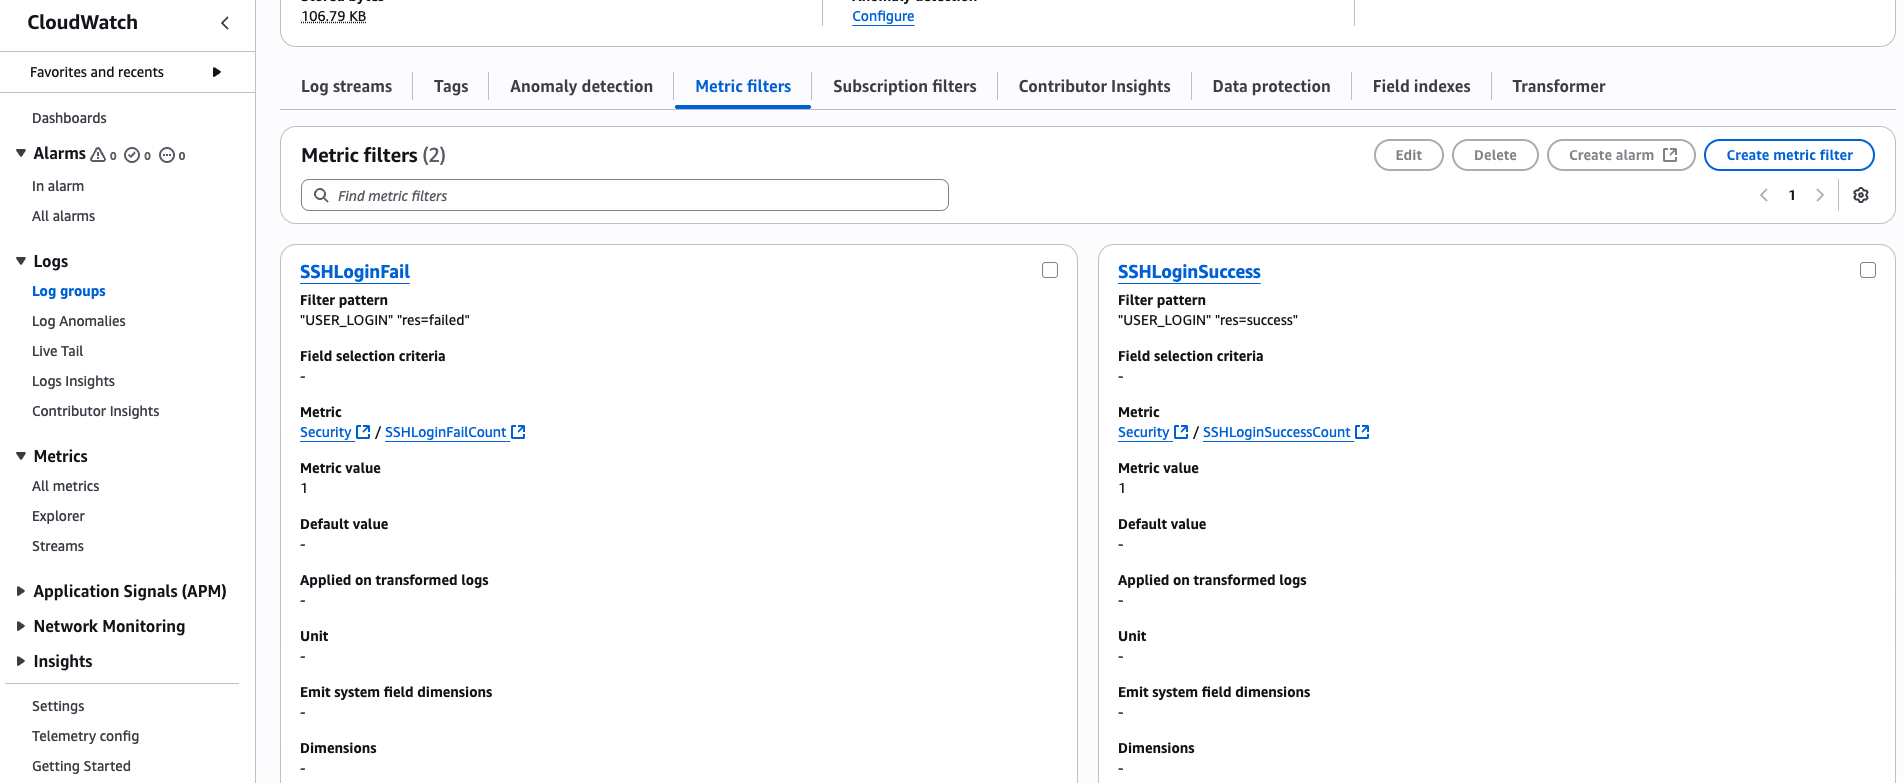 CloudWatch
Favorites and recents
Dashboards
Alarms 0 0 0
In alarm
All alarms
Logs
Log groups
Log Anomalies
Live Tail
Logs Insights
Contributor Insights
Metrics
All metrics
Explorer
Streams
Application Signals (APM)
Network Monitoring
Insights
Settings
Telemetry config
Getting Started
106.79 KB
Configure
Log streams
Tags
Anomaly detection
Metric filters
Subscription filters
Contributor Insights
Data protection
Field indexes
Transformer
Metric filters (2)
Edit
Delete
Create alarm
Create metric filter
Find metric filters
1
SSHLoginFail
Filter pattern
"USER_LOGIN" "res=failed"
Field selection criteria
-
Metric
Security / SSHLoginFailCount
Metric value
1
Default value
-
Applied on transformed logs
-
Unit
-
Emit system field dimensions
-
Dimensions
-
SSHLoginSuccess
Filter pattern
"USER_LOGIN" "res=success"
Field selection criteria
-
Metric
Security / SSHLoginSuccessCount
Metric value
1
Default value
-
Applied on transformed logs
-
Unit
-
Emit system field dimensions
-
Dimensions
-